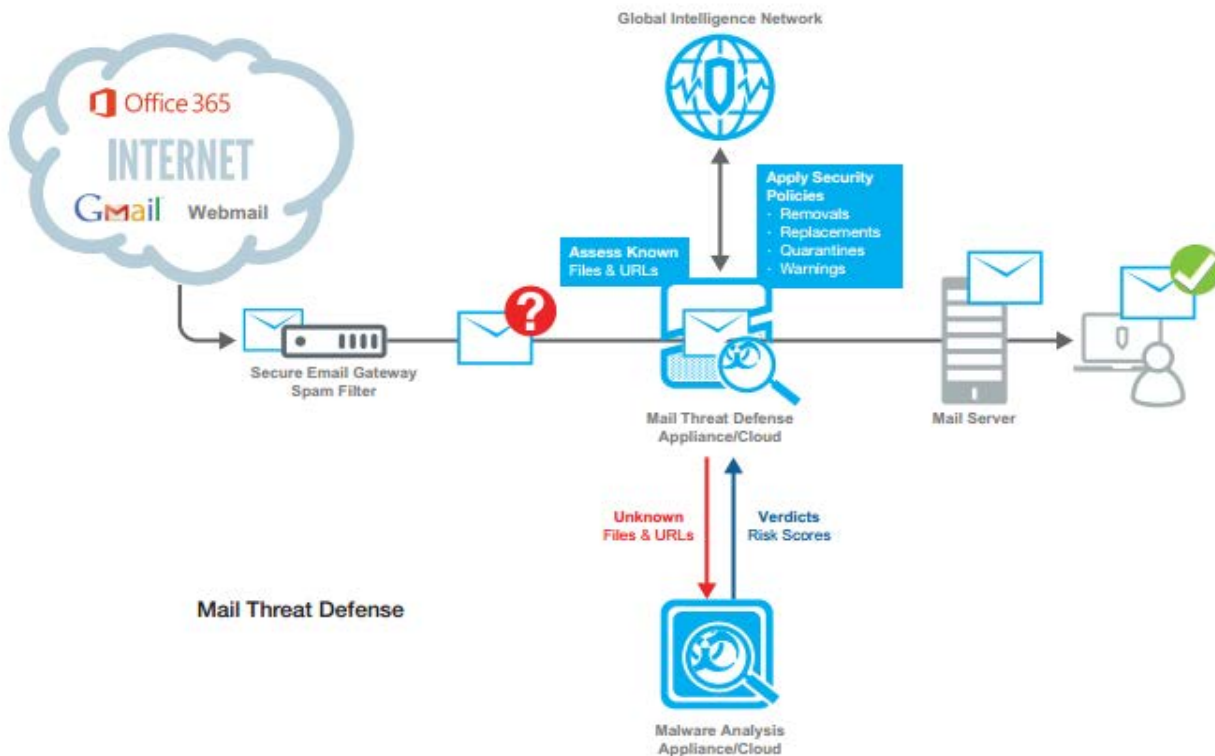 Global Intelligence Network
Office 365
INTERNET
Gmail Webmail
Apply Security
Policies
· Removals
· Replacements
· Quarantines
· Warnings
Assess Known
Files & URLs
?
Secure Email Gateway
Spam Filter
Mail Threat Defense
Appliance/Cloud
Mail Server
Unknown
Files & URLs
Verdicts
Risk Scores
Mail Threat Defense
Malware Analysis
Appliance/Cloud